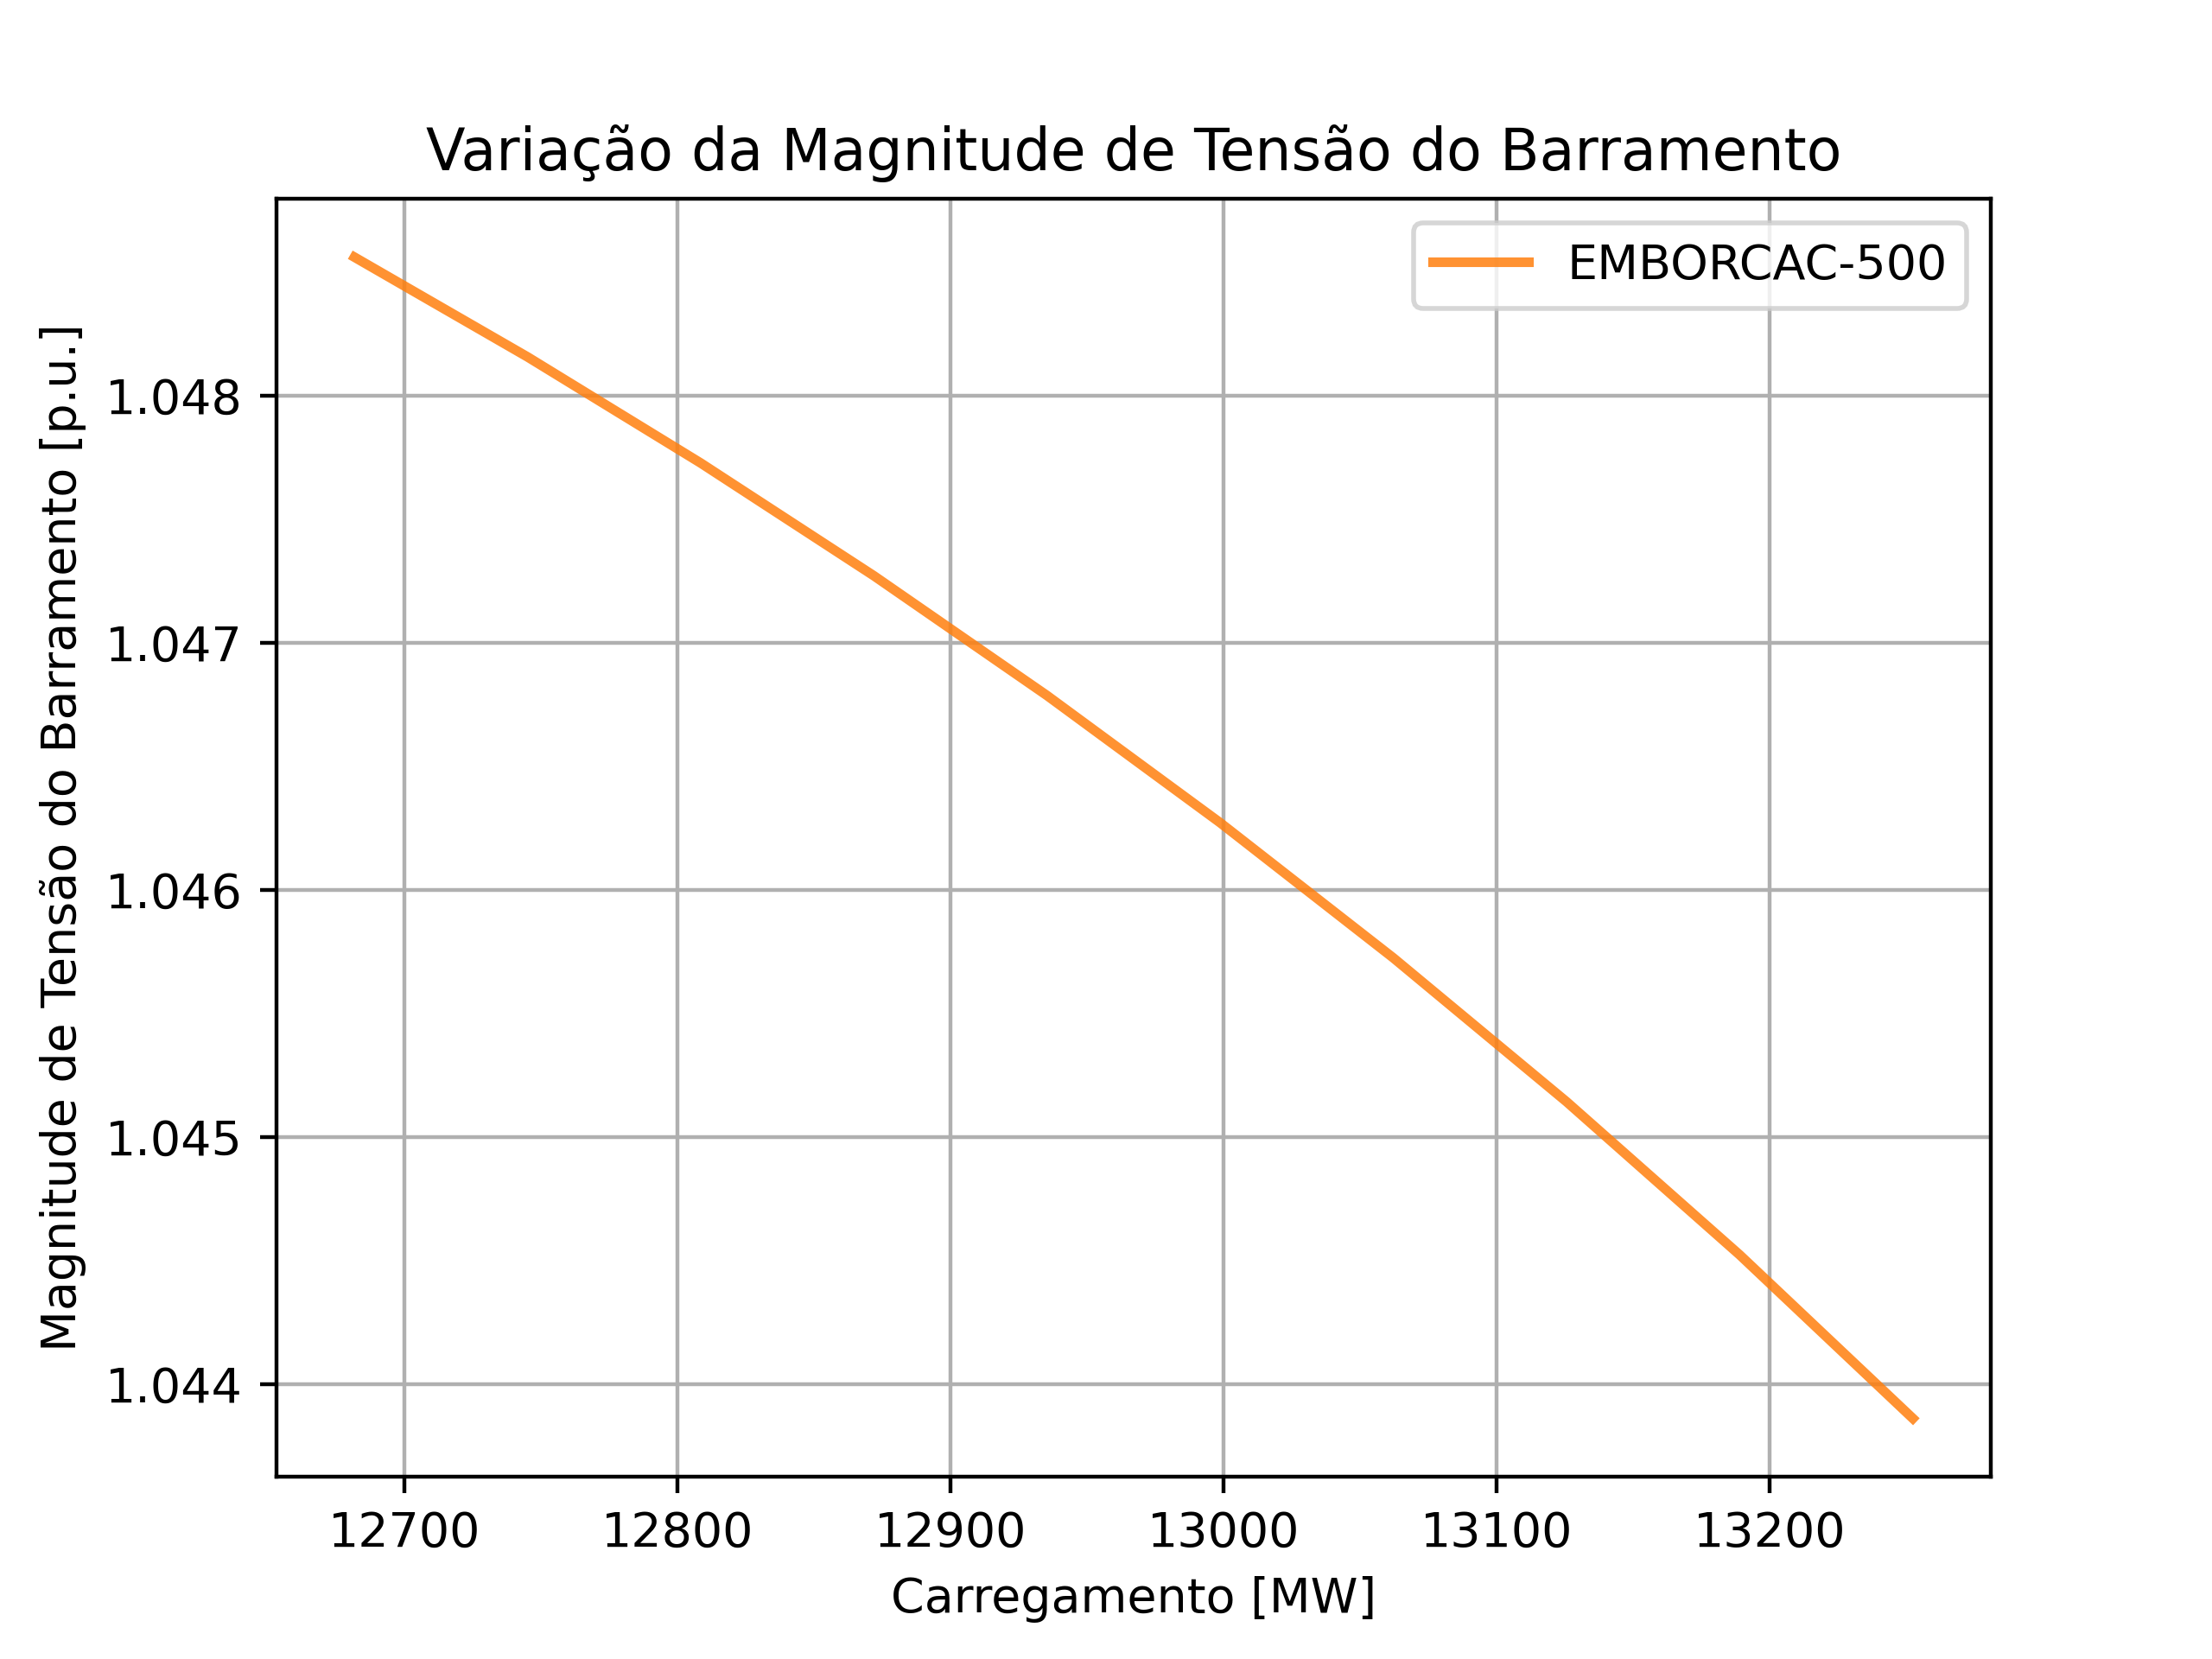 Variação da Magnitude de Tensão do Barramento
EMBORCAC-500
Magnitude de Tensão do Barramento [p.u.]
1.048
1.047
1.046
1.045
1.044
12700 12800 12900 13000 13100 13200
Carregamento [MW]